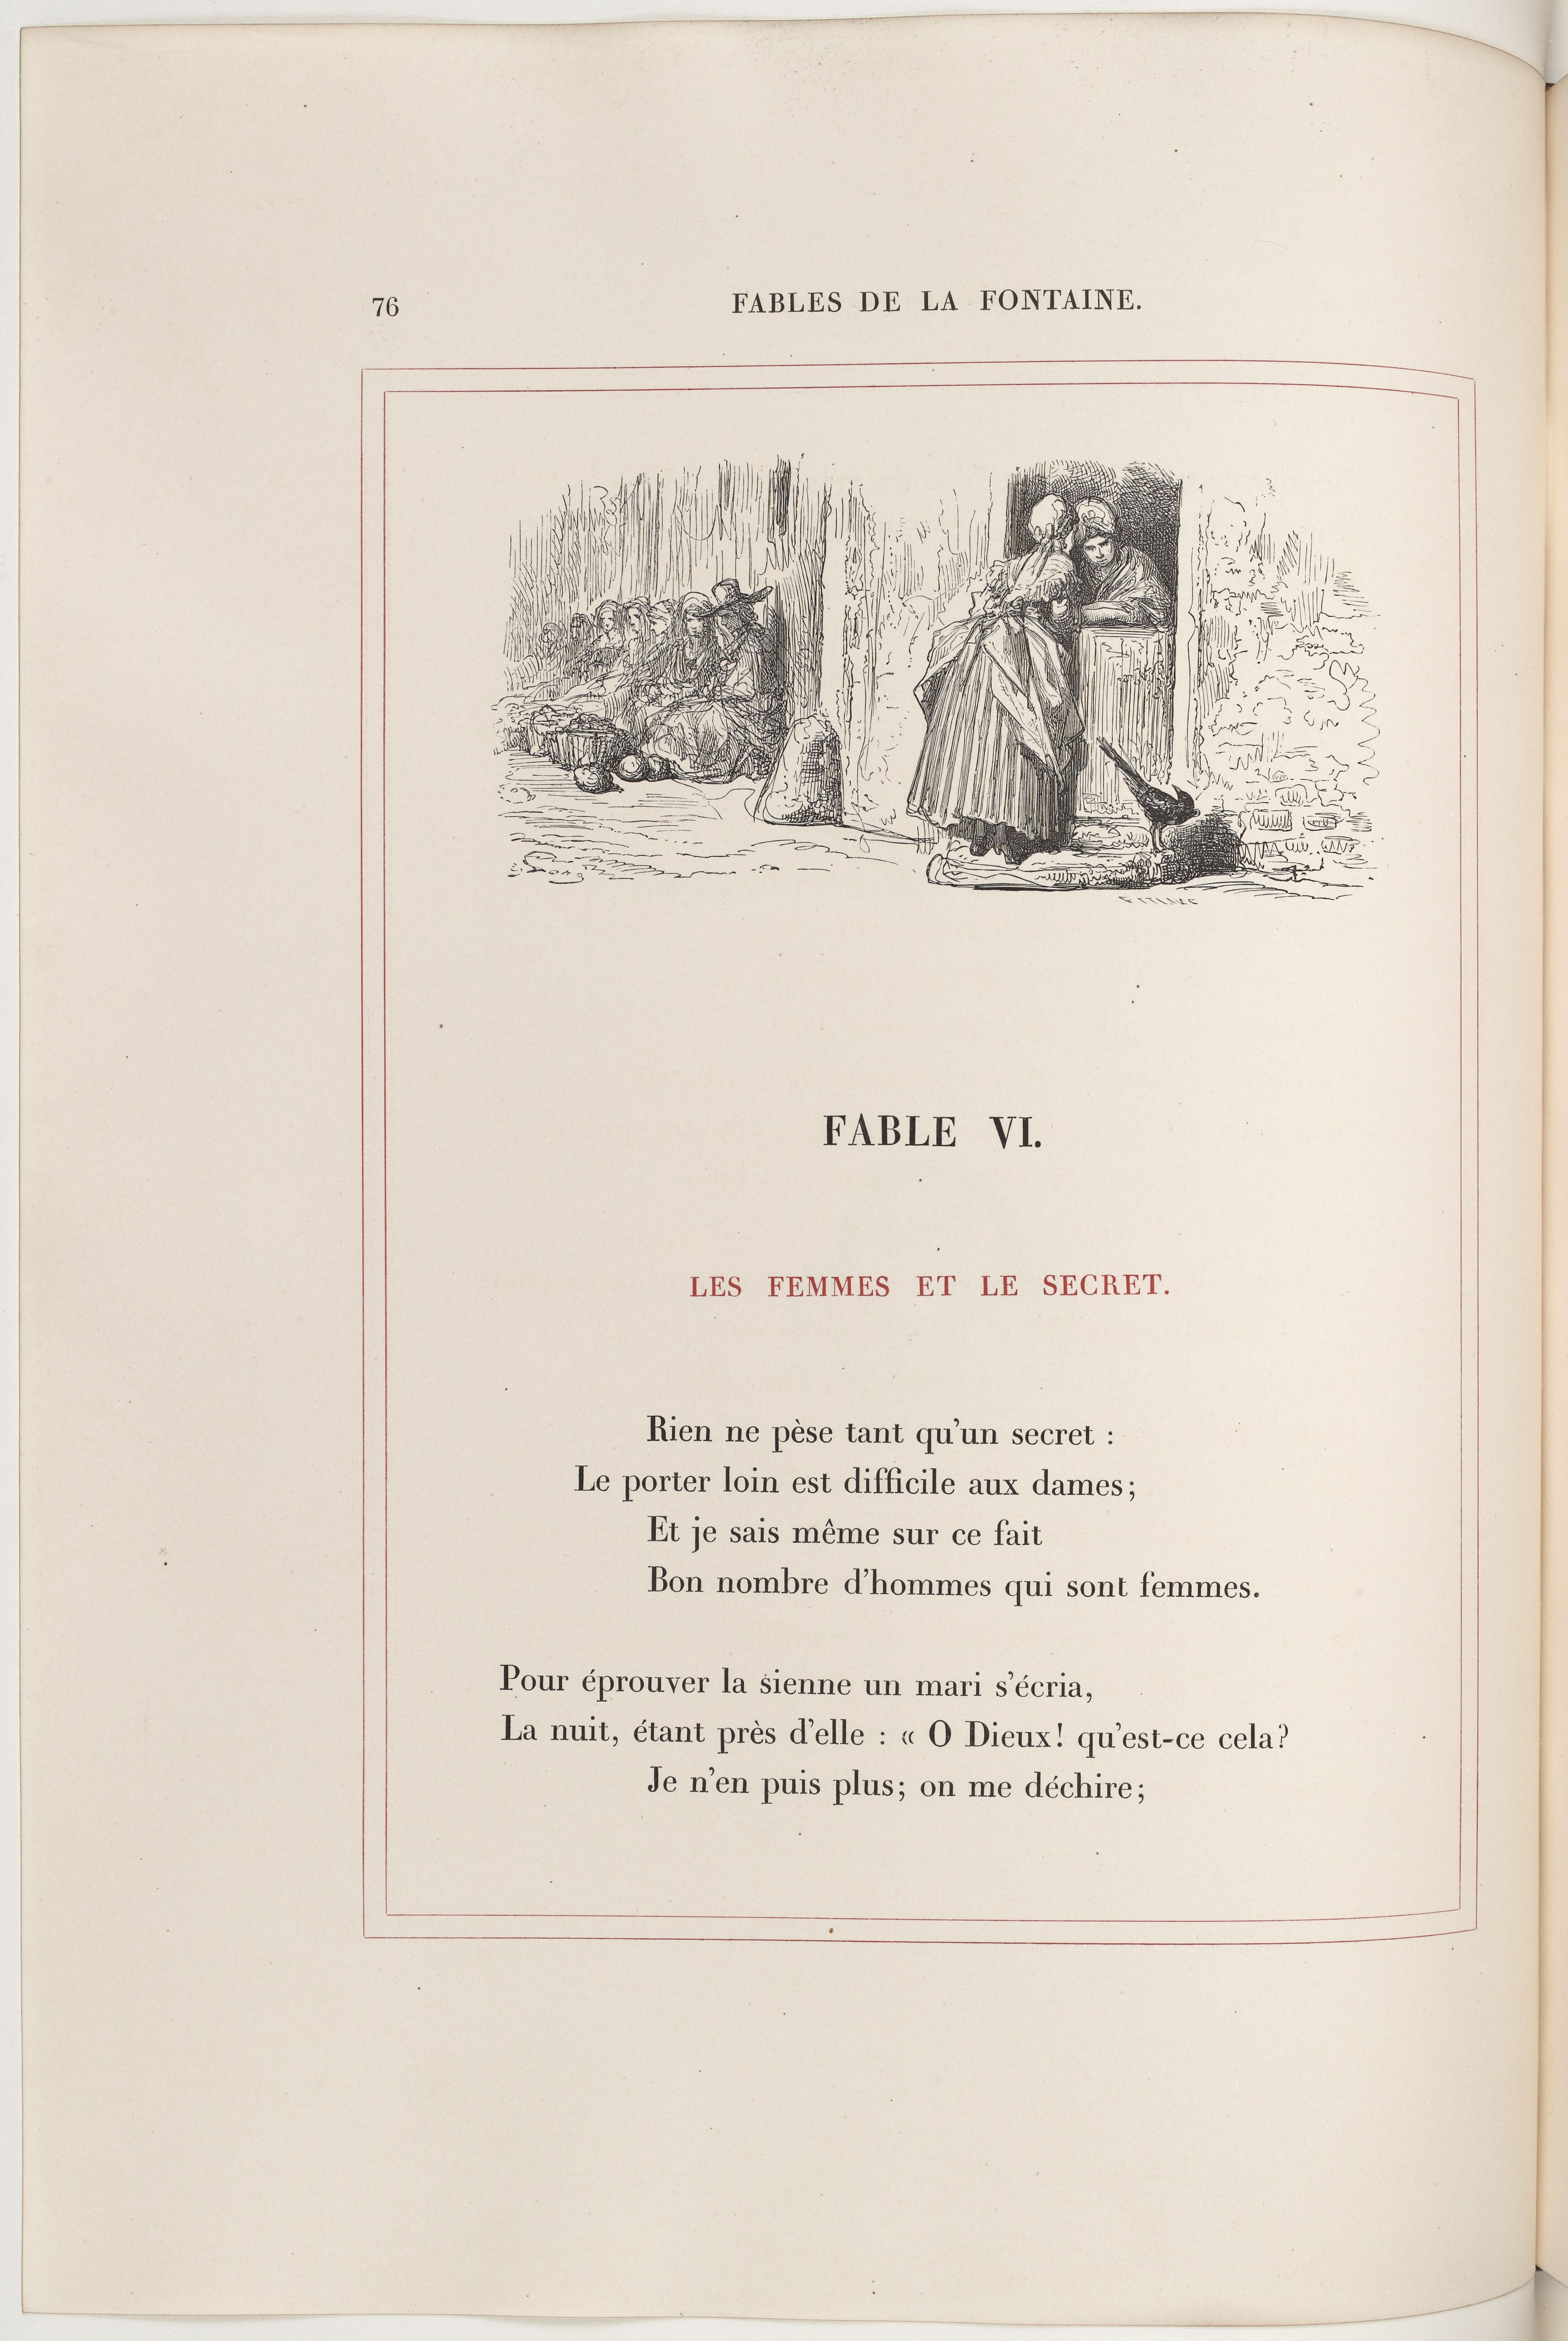 76
FABLES DE LA FONTAINE.
FABLE VI.
LES FEMMES ET LE SECRET.
Rien ne pèse tant qu'un secret :
Le porter loin est difficile aux dames;
Et je sais même sur ce fait
Bon nombre d'hommes qui sont femmes.
Pour éprouver la sienne un mari s'écria,
La nuit, étant près d'elle : « O Dieux! qu'est-ce cela?
Je n'en puis plus; on me déchire;